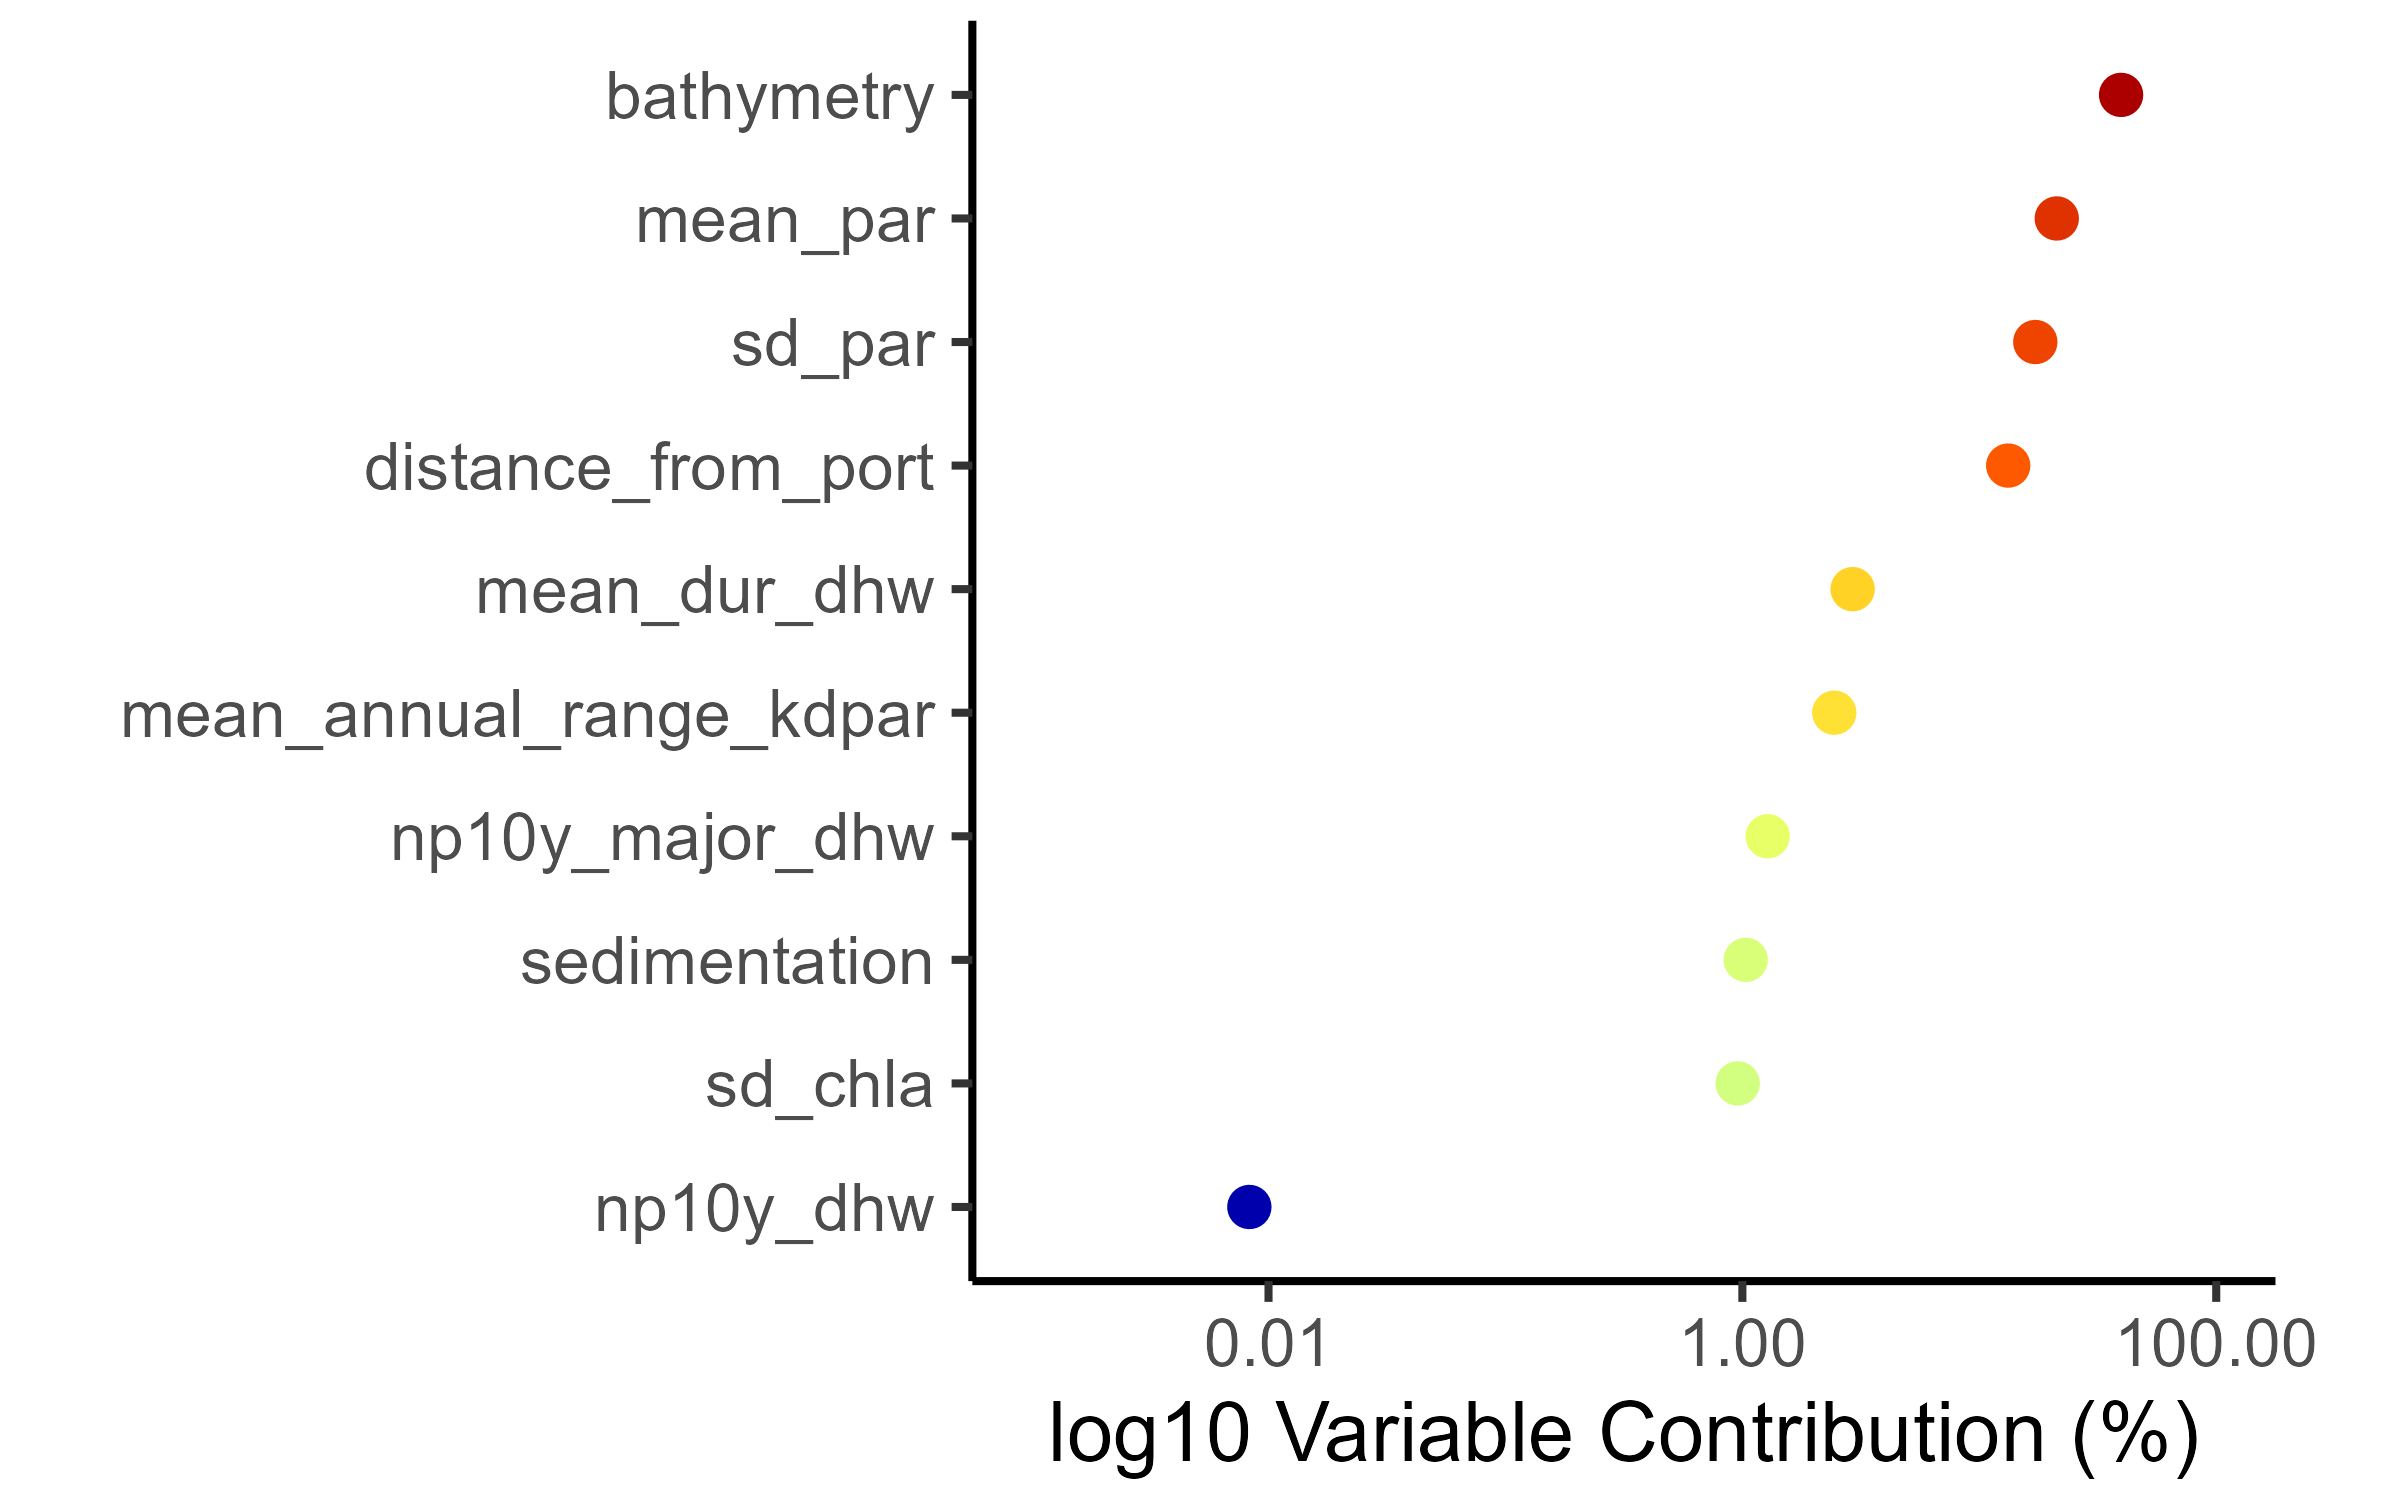 bathymetry
mean_par
sd_par
distance_from_port
mean_dur_dhw
mean_annual_range_kdpar
np10y_major_dhw
sedimentation
sd_chla
np10y_dhw
0.01 1.00 100.00
log10 Variable Contribution (%)